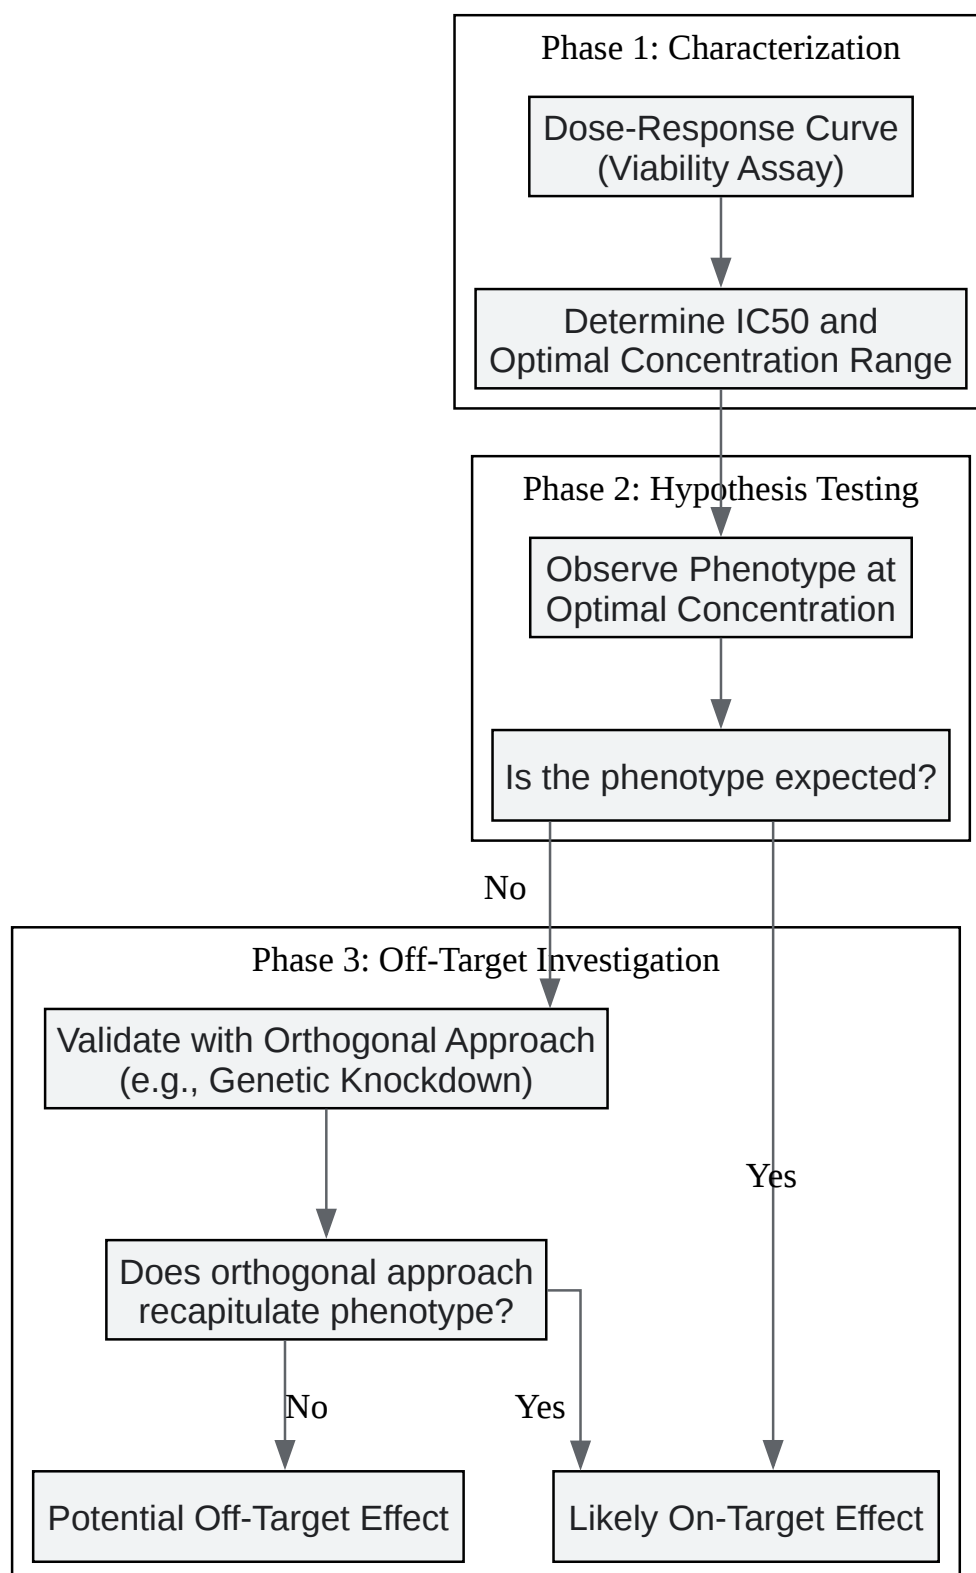 Phase 1: Characterization
Dose-Response Curve
(Viability Assay)
Determine IC50 and
Optimal Concentration Range
Phase 2: Hypothesis Testing
Observe Phenotype at
Optimal Concentration
Is the phenotype expected?
No
Phase 3: Off-Target Investigation
Validate with Orthogonal Approach
(e.g., Genetic Knockdown)
Yes
Does orthogonal approach
recapitulate phenotype?
No
Yes
Potential Off-Target Effect
Likely On-Target Effect